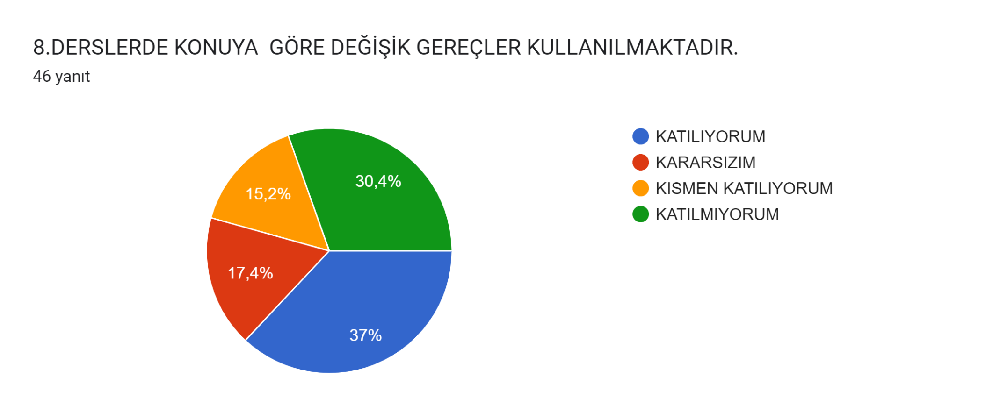 8.DERSLERDE KONUYA  GÖRE DEĞİŞİK GEREÇLER KULLANILMAKTADIR.
46 yanıt
KATILIYORUM
KARARSIZIM
KISMEN KATILIYORUM
KATILMIYORUM
30,4%
15,2%
17,4%
37%